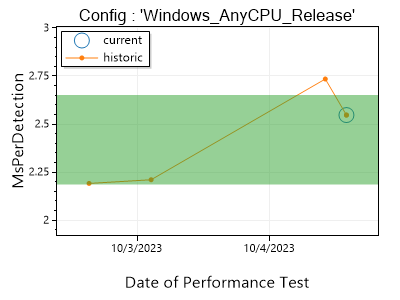 Config : 'Windows_AnyCPU_Release'
current
historic
MsPerDetection
3
2.75
2.5
2.25
2
10/3/2023
10/4/2023
Date of Performance Test